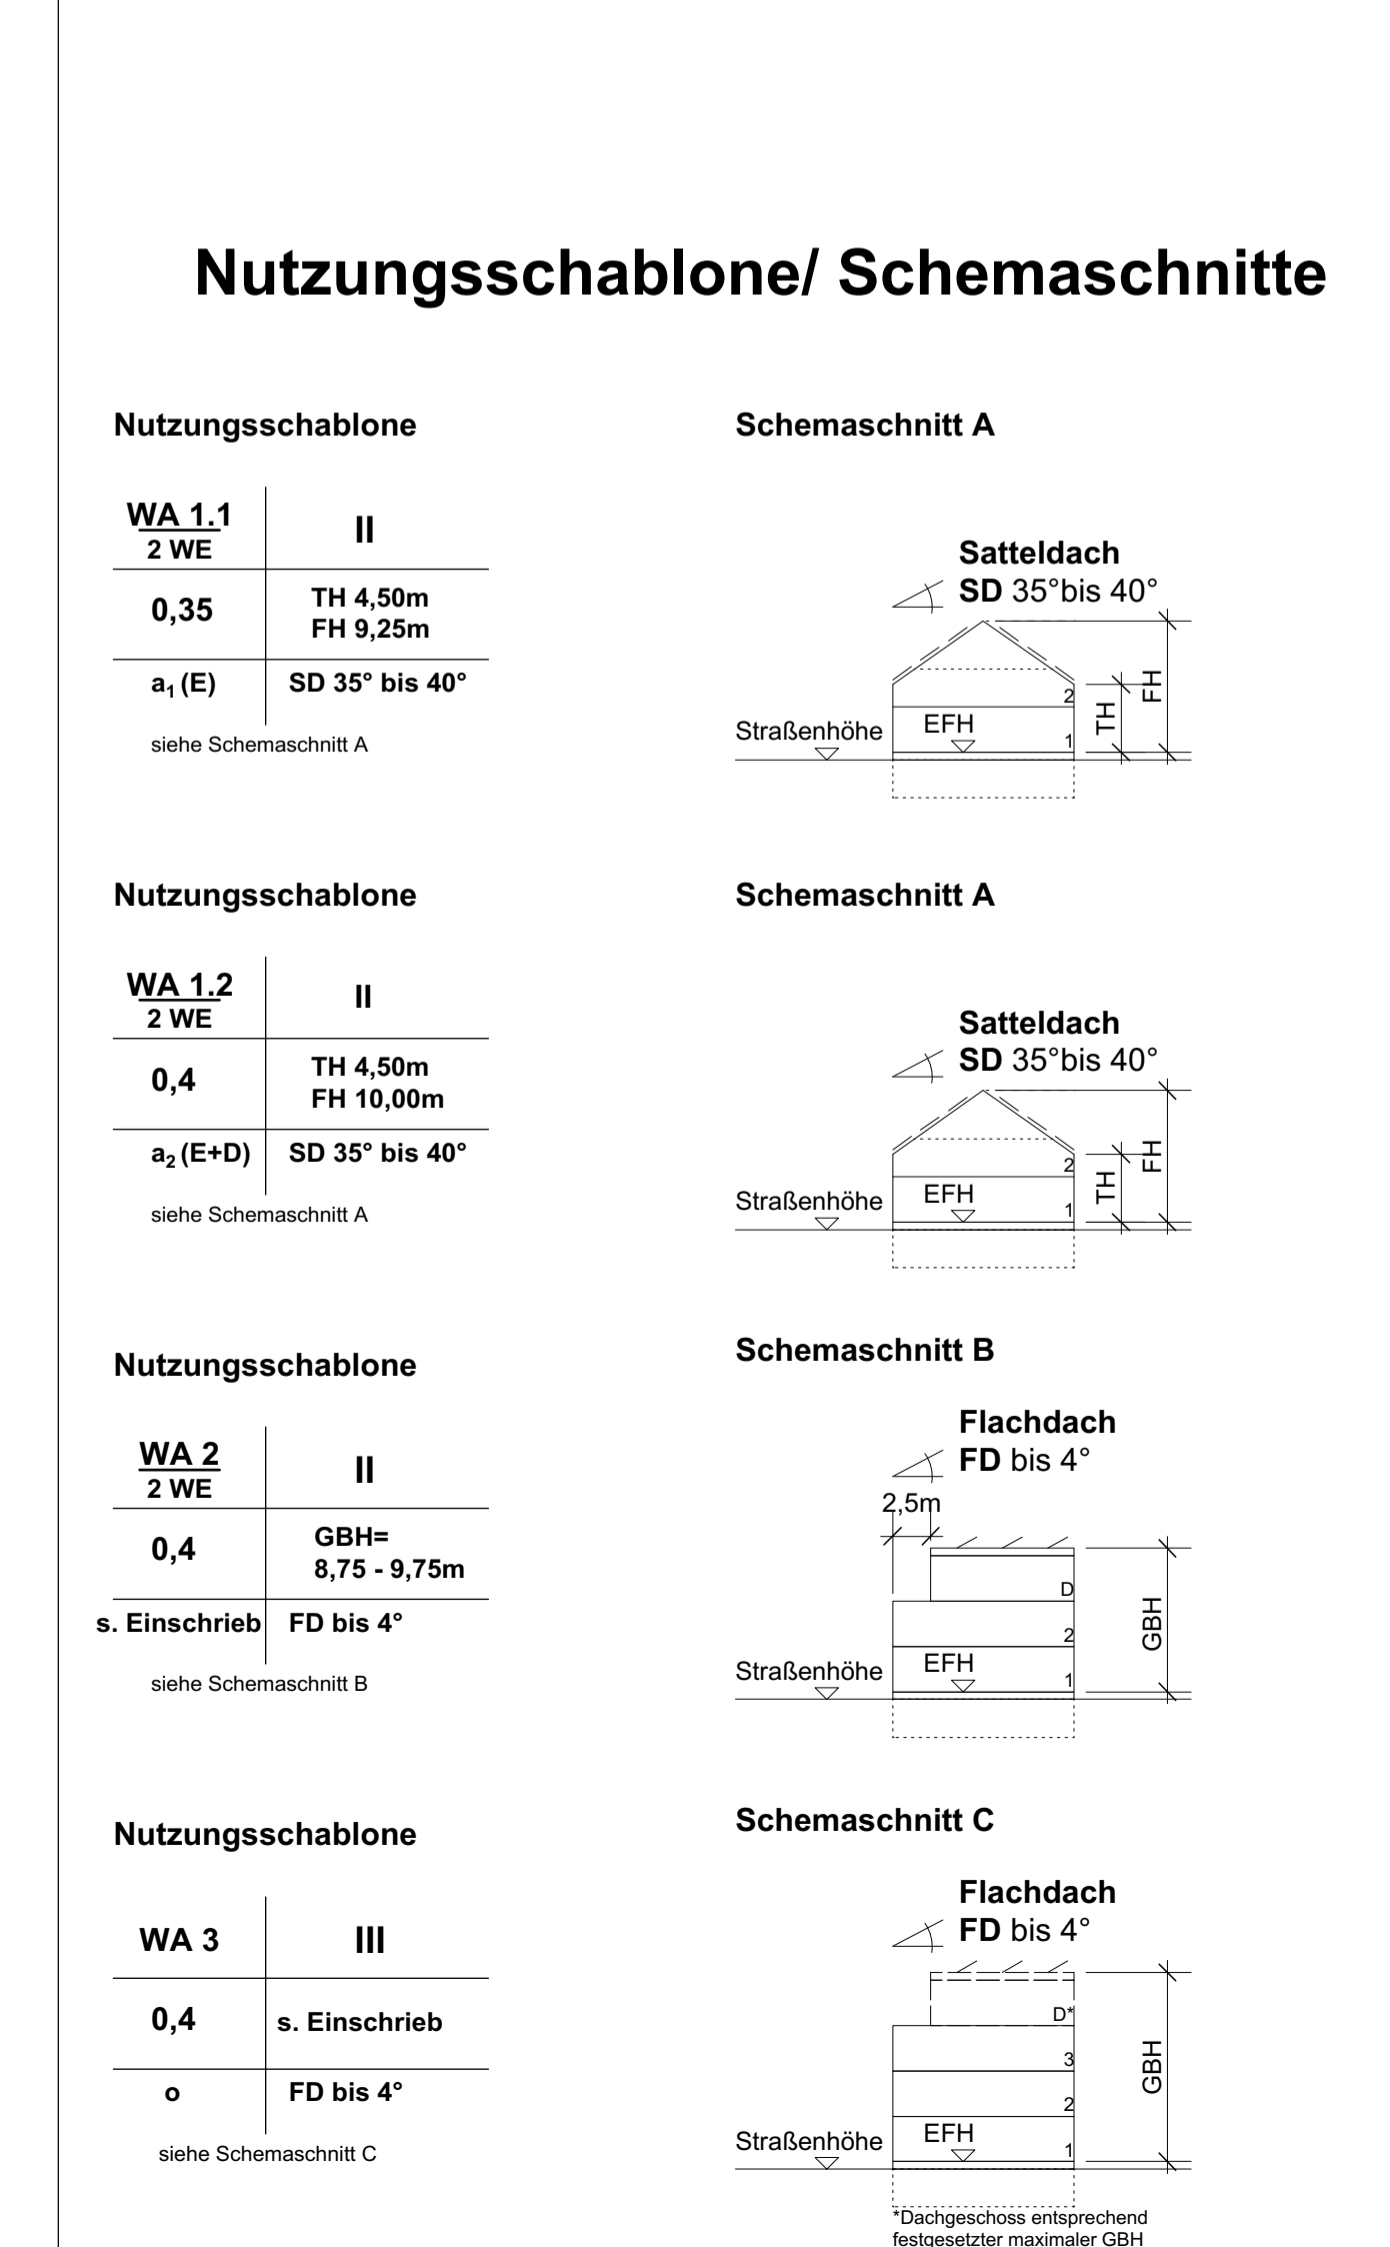 Nutzungsschablone/ Schemaschnitte
Nutzungsschablone
WA 1.1
II
2 WE
0,35
TH 4,50m
FH 9,25m
a₁ (E)
SD 35° bis 40°
siehe Schemaschnitt A
Schemaschnitt A
Satteldach
SD 35°bis 40°
2
FH
TH
Straßenhöhe
EFH
1
Nutzungsschablone
WA 1.2
II
2 WE
0,4
TH 4,50m
FH 10,00m
a₂ (E+D)
SD 35° bis 40°
siehe Schemaschnitt A
Schemaschnitt A
Satteldach
SD 35°bis 40°
2
FH
TH
Straßenhöhe
EFH
1
Nutzungsschablone
WA 2
II
2 WE
0,4
GBH=
8,75 - 9,75m
s. Einschrieb
FD bis 4°
siehe Schemaschnitt B
Schemaschnitt B
Flachdach
FD bis 4°
2,5m
D
2
GBH
Straßenhöhe
EFH
1
Nutzungsschablone
WA 3
III
0,4
s. Einschrieb
o
FD bis 4°
siehe Schemaschnitt C
Schemaschnitt C
Flachdach
FD bis 4°
D*
3
GBH
2
Straßenhöhe
EFH
1
*Dachgeschoss entsprechend
festgesetzter maximaler GBH